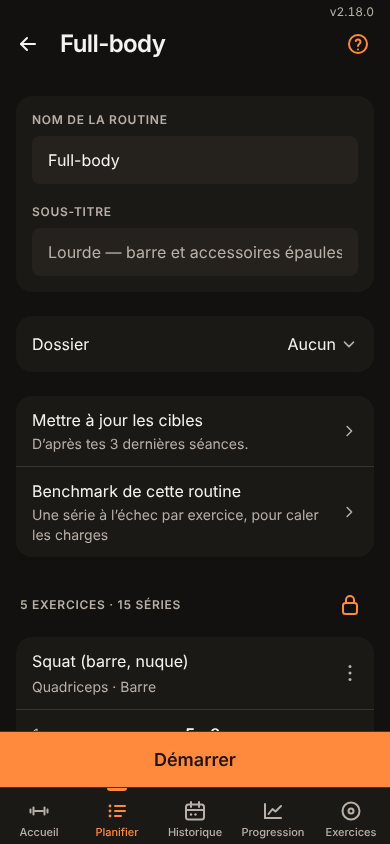 v2.18.0
Full-body
NOM DE LA ROUTINE
Full-body
SOUS-TITRE
Lourde — barre et accessoires épaules
Dossier
Aucun
Mettre à jour les cibles
D'après tes 3 dernières séances.
Benchmark de cette routine
Une série à l'échec par exercice, pour caler
les charges
5 EXERCICES · 15 SÉRIES
Squat (barre, nuque)
Quadriceps · Barre
Démarrer
Accueil
Planifier
Historique
Progression
Exercices